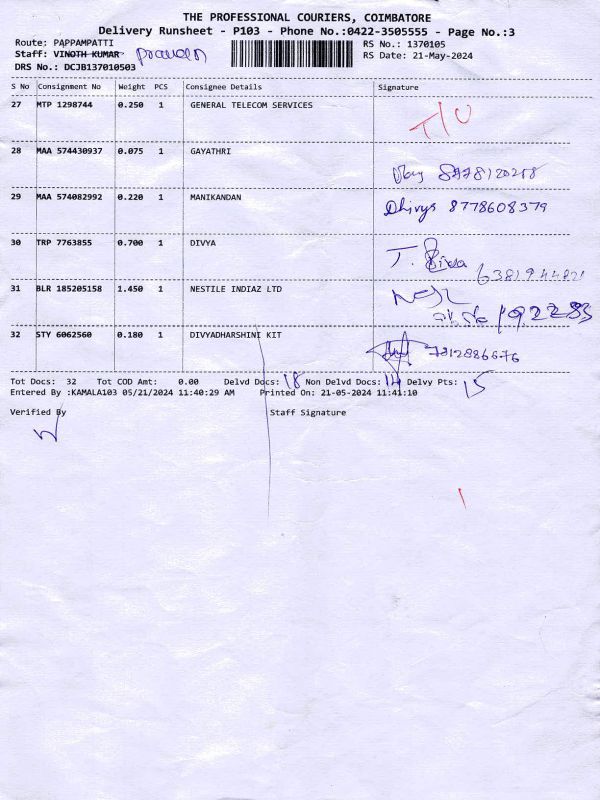 THE PROFESSIONAL COURIERS, COIMBATORE
Delivery Runsheet - P103 - Phone No.:0422-3505555 - Page No.:3
Route: PAPPAMPATTI RS No.: 1370105
Staff: VINOTH KUMAR praveen RS Date: 21-May-2024
DRS No.: DCJB137010503
S No Consignment No Weight PCS Consignee Details Signature
27 MTP 1298744 0.250 1 GENERAL TELECOM SERVICES
28 MAA 574430937 0.075 1 GAYATHRI
29 MAA 574082992 0.220 1 MANIKANDAN Dhivys 8778608379
30 TRP 7763855 0.700 1 DIVYA
31 BLR 185205158 1.450 1 NESTILE INDIAZ LTD
32 STY 6062560 0.180 1 DIVYADHARSHINI KIT
Tot Docs: 32 Tot COD Amt: 0.00 Delvd Docs: 18 Non Delvd Docs: 14 Delvy Pts: 15
Entered By :KAMALA103 05/21/2024 11:40:29 AM Printed On: 21-05-2024 11:41:10
Verified By Staff Signature